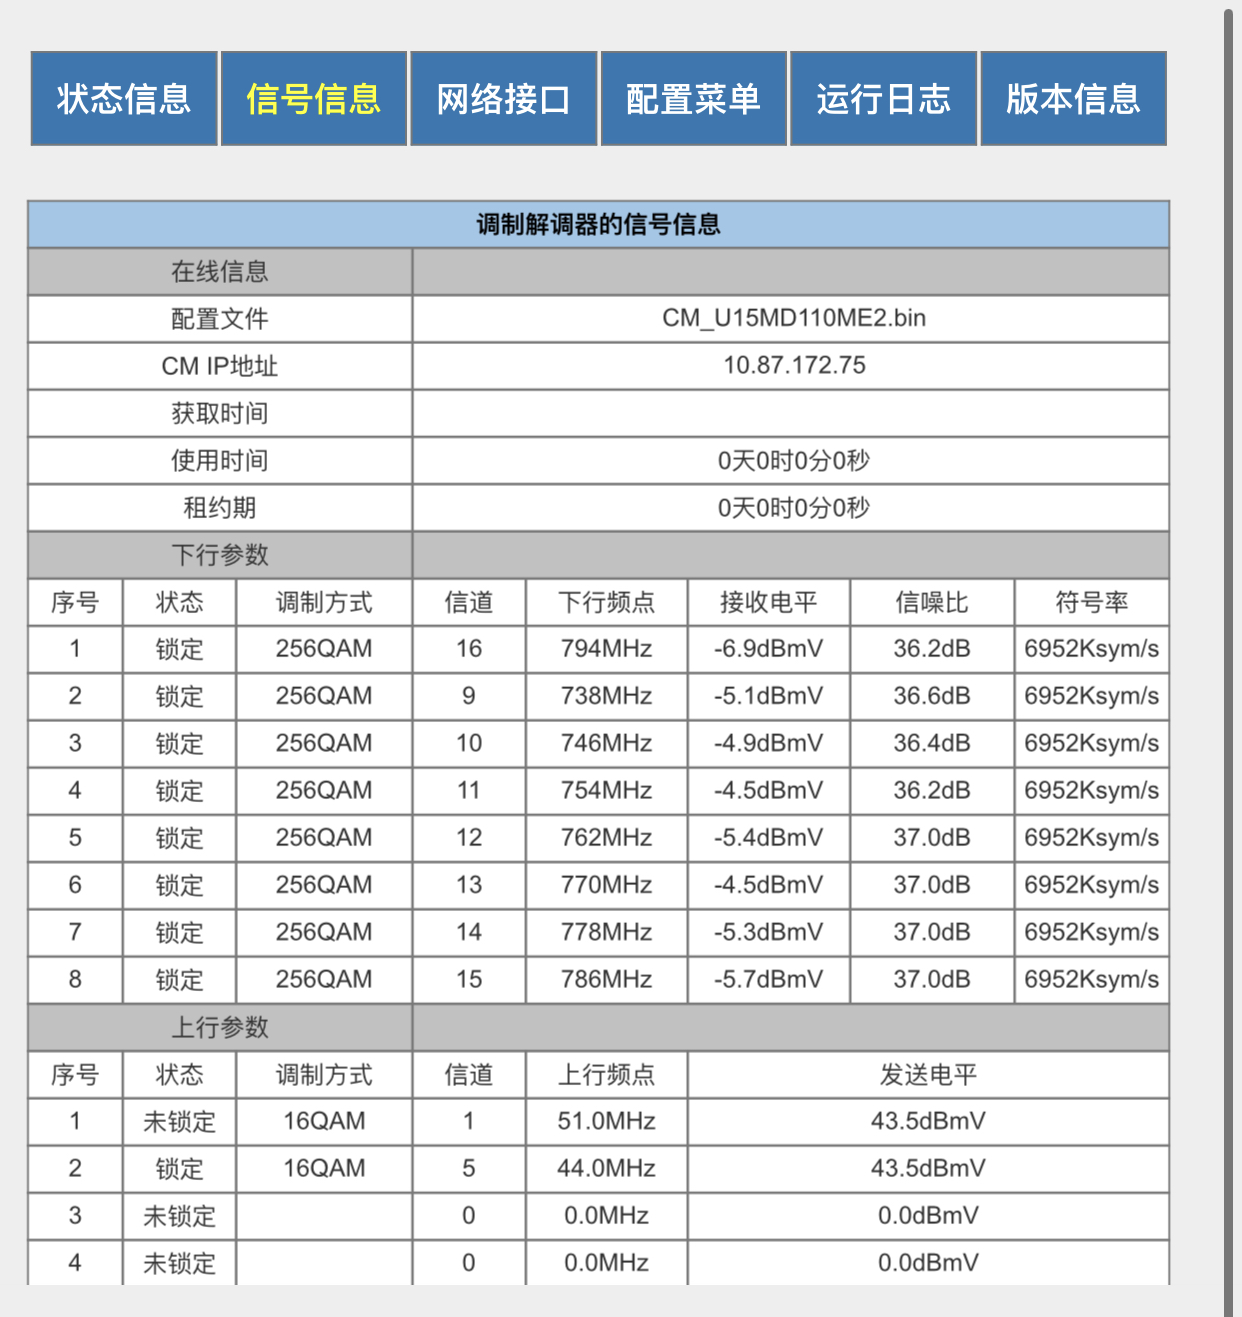 状态信息 信号信息 网络接口 配置菜单 运行日志 版本信息
调制解调器的信号信息
在线信息
配置文件 CM_U15MD110ME2.bin
CM IP地址 10.87.172.75
获取时间
使用时间 0天0时0分0秒
租约期 0天0时0分0秒
下行参数
序号 状态 调制方式 信道 下行频点 接收电平 信噪比 符号率
1 锁定 256QAM 16 794MHz -6.9dBmV 36.2dB 6952Ksym/s
2 锁定 256QAM 9 738MHz -5.1dBmV 36.6dB 6952Ksym/s
3 锁定 256QAM 10 746MHz -4.9dBmV 36.4dB 6952Ksym/s
4 锁定 256QAM 11 754MHz -4.5dBmV 36.2dB 6952Ksym/s
5 锁定 256QAM 12 762MHz -5.4dBmV 37.0dB 6952Ksym/s
6 锁定 256QAM 13 770MHz -4.5dBmV 37.0dB 6952Ksym/s
7 锁定 256QAM 14 778MHz -5.3dBmV 37.0dB 6952Ksym/s
8 锁定 256QAM 15 786MHz -5.7dBmV 37.0dB 6952Ksym/s
上行参数
序号 状态 调制方式 信道 上行频点 发送电平
1 未锁定 16QAM 1 51.0MHz 43.5dBmV
2 锁定 16QAM 5 44.0MHz 43.5dBmV
3 未锁定 0 0.0MHz 0.0dBmV
4 未锁定 0 0.0MHz 0.0dBmV